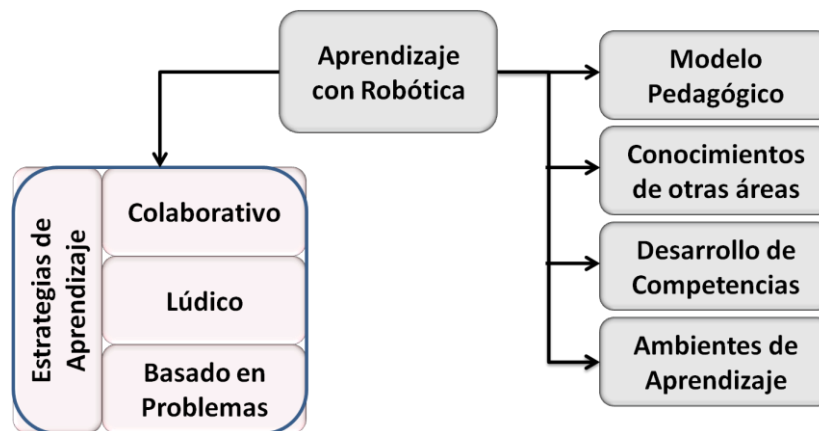 Aprendizaje
con Robótica
Modelo
Pedagógico
Conocimientos
de otras áreas
Desarrollo de
Competencias
Ambientes de
Aprendizaje
Estrategias de
Aprendizaje
Colaborativo
Lúdico
Basado en
Problemas